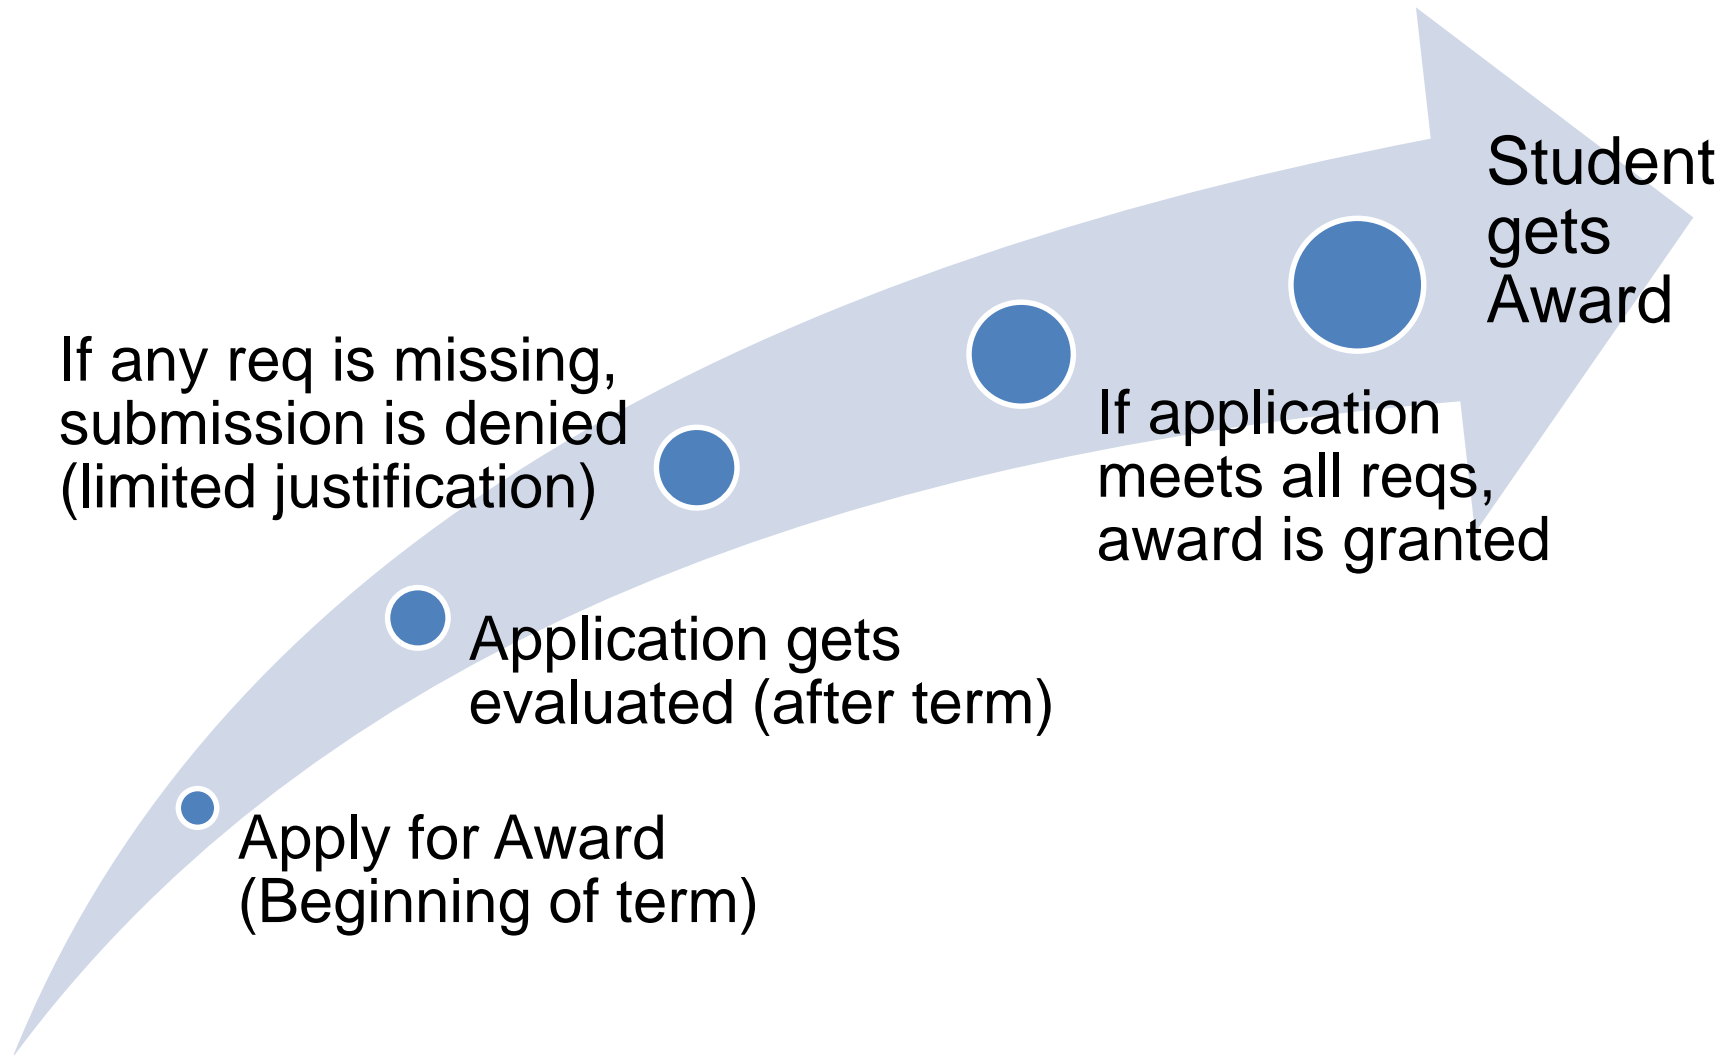 Apply for Award
(Beginning of term)
Application gets
evaluated (after term)
If any req is missing,
submission is denied
(limited justification)
If application
meets all reqs,
award is granted
Student
gets
Award